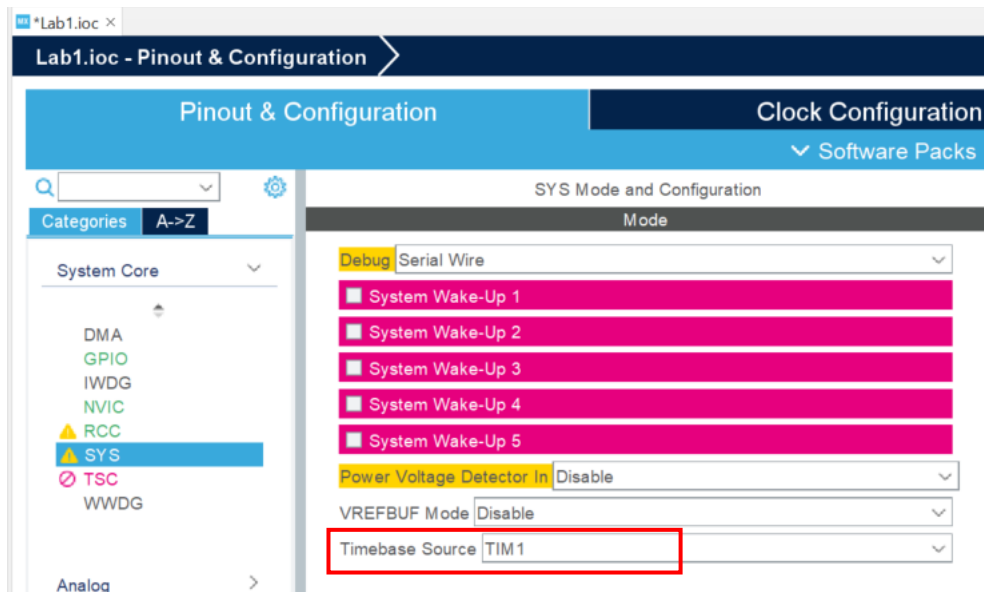 MX *Lab1.ioc ×
Lab1.ioc - Pinout & Configuration
Pinout & Configuration
Clock Configuration
Software Packs
Categories
A->Z
System Core
DMA
GPIO
IWDG
NVIC
RCC
SYS
TSC
WWDG
Analog
SYS Mode and Configuration
Mode
Debug Serial Wire
System Wake-Up 1
System Wake-Up 2
System Wake-Up 3
System Wake-Up 4
System Wake-Up 5
Power Voltage Detector In Disable
VREFBUF Mode Disable
Timebase Source TIM1